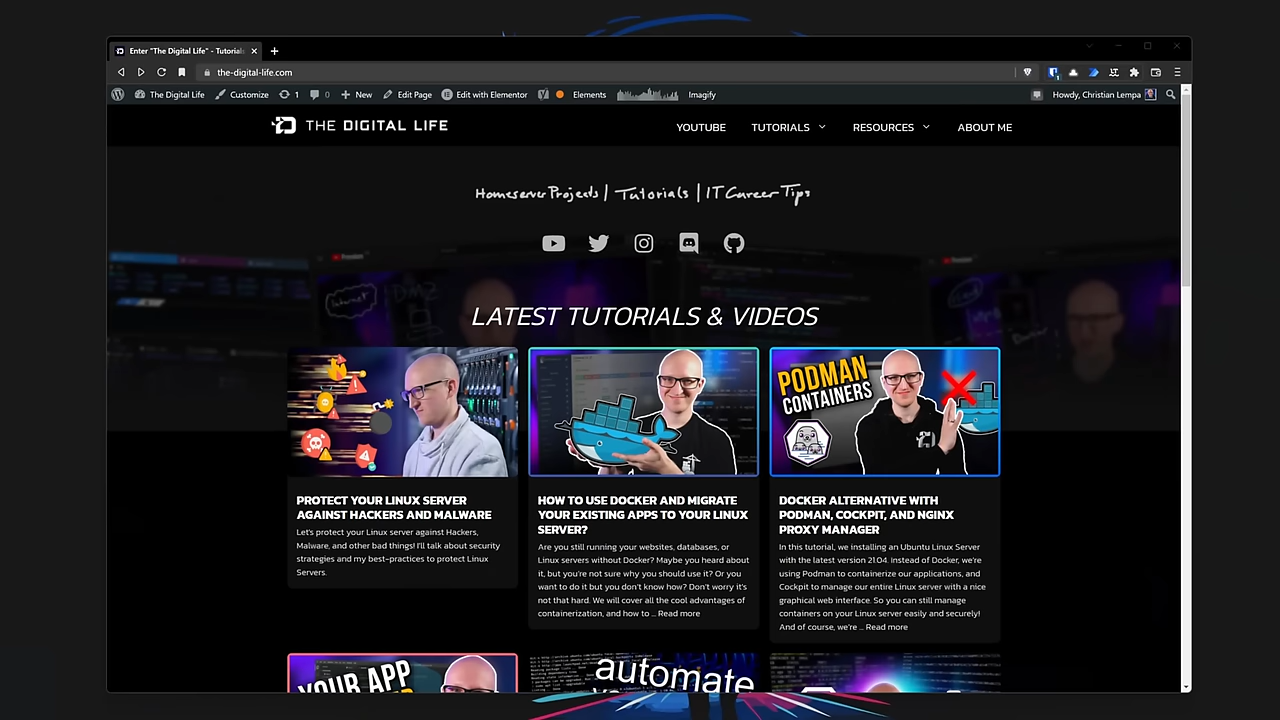 Enter "The Digital Life" - Tutorial
the-digital-life.com
The Digital Life Customize 1 0 New Edit Page Edit with Elementor Elements Imagify Howdy, Christian Lempa
THE DIGITAL LIFE YOUTUBE TUTORIALS RESOURCES ABOUT ME
Homeserver Projects | Tutorials | IT Career Tips
LATEST TUTORIALS & VIDEOS
PODMAN
CONTAINERS
PROTECT YOUR LINUX SERVER
AGAINST HACKERS AND MALWARE
Let's protect your Linux server against Hackers,
Malware, and other bad things! I'll talk about security
strategies and my best-practices to protect Linux
Servers.
HOW TO USE DOCKER AND MIGRATE
YOUR EXISTING APPS TO YOUR LINUX
SERVER?
Are you still running your websites, databases, or
Linux servers without Docker? Maybe you heard about
it, but you're not sure why you should use it? Or you
want to do it but you don't know how? Don't worry it's
not that hard. We will cover all the cool advantages of
containerization, and how to ... Read more
DOCKER ALTERNATIVE WITH
PODMAN, COCKPIT, AND NGINX
PROXY MANAGER
In this tutorial, we installing an Ubuntu Linux Server
with the latest version 21.04. Instead of Docker, we're
using Podman to containerize our applications, and
Cockpit to manage our entire Linux server with a nice
graphical web interface. So you can still manage
containers on your Linux server easily and securely!
And of course, we're ... Read more
YOUR APP
automate